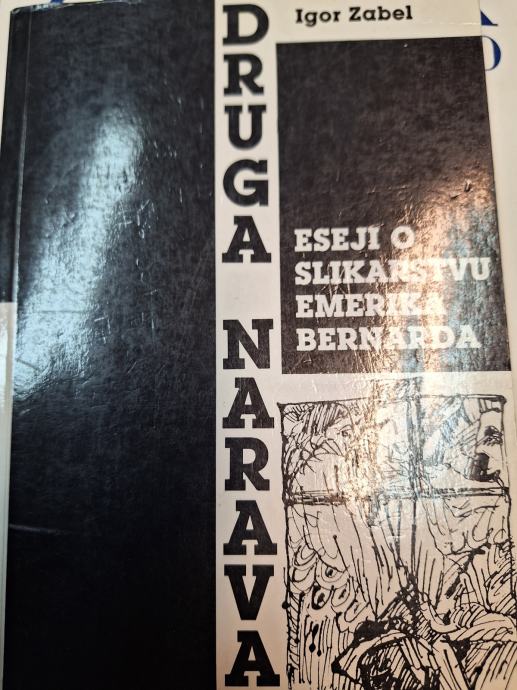 Igor Zabel
DRUGA NARAVA
ESEJI O
SLIKARSTVU
EMERIKA
BERNARDA